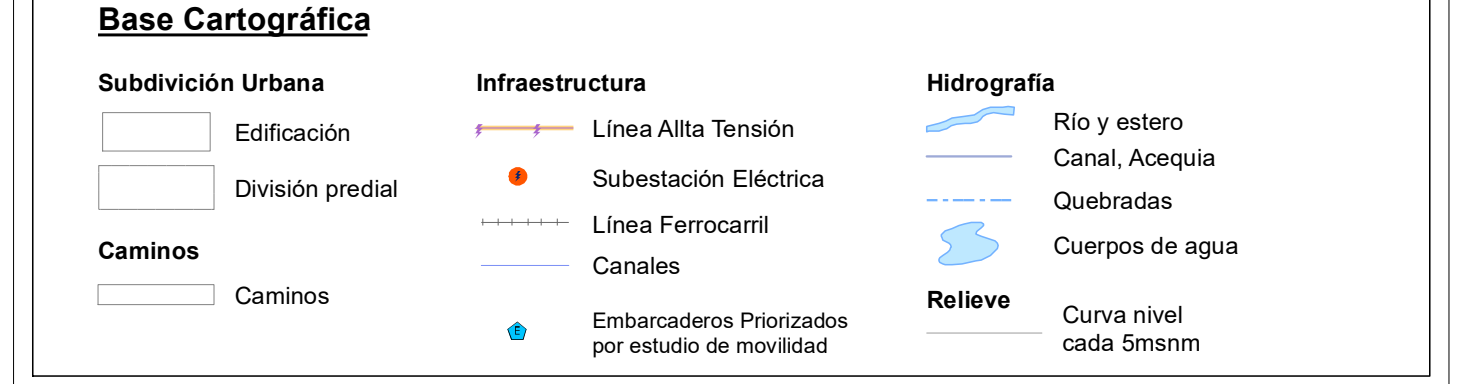 Base Cartográfica
Subdivición Urbana
Edificación
División predial
Caminos
Caminos
Infraestructura
Línea Allta Tensión
Subestación Eléctrica
Línea Ferrocarril
Canales
E
Embarcaderos Priorizados
por estudio de movilidad
Hidrografía
Río y estero
Canal, Acequia
Quebradas
Cuerpos de agua
Relieve
Curva nivel
cada 5msnm